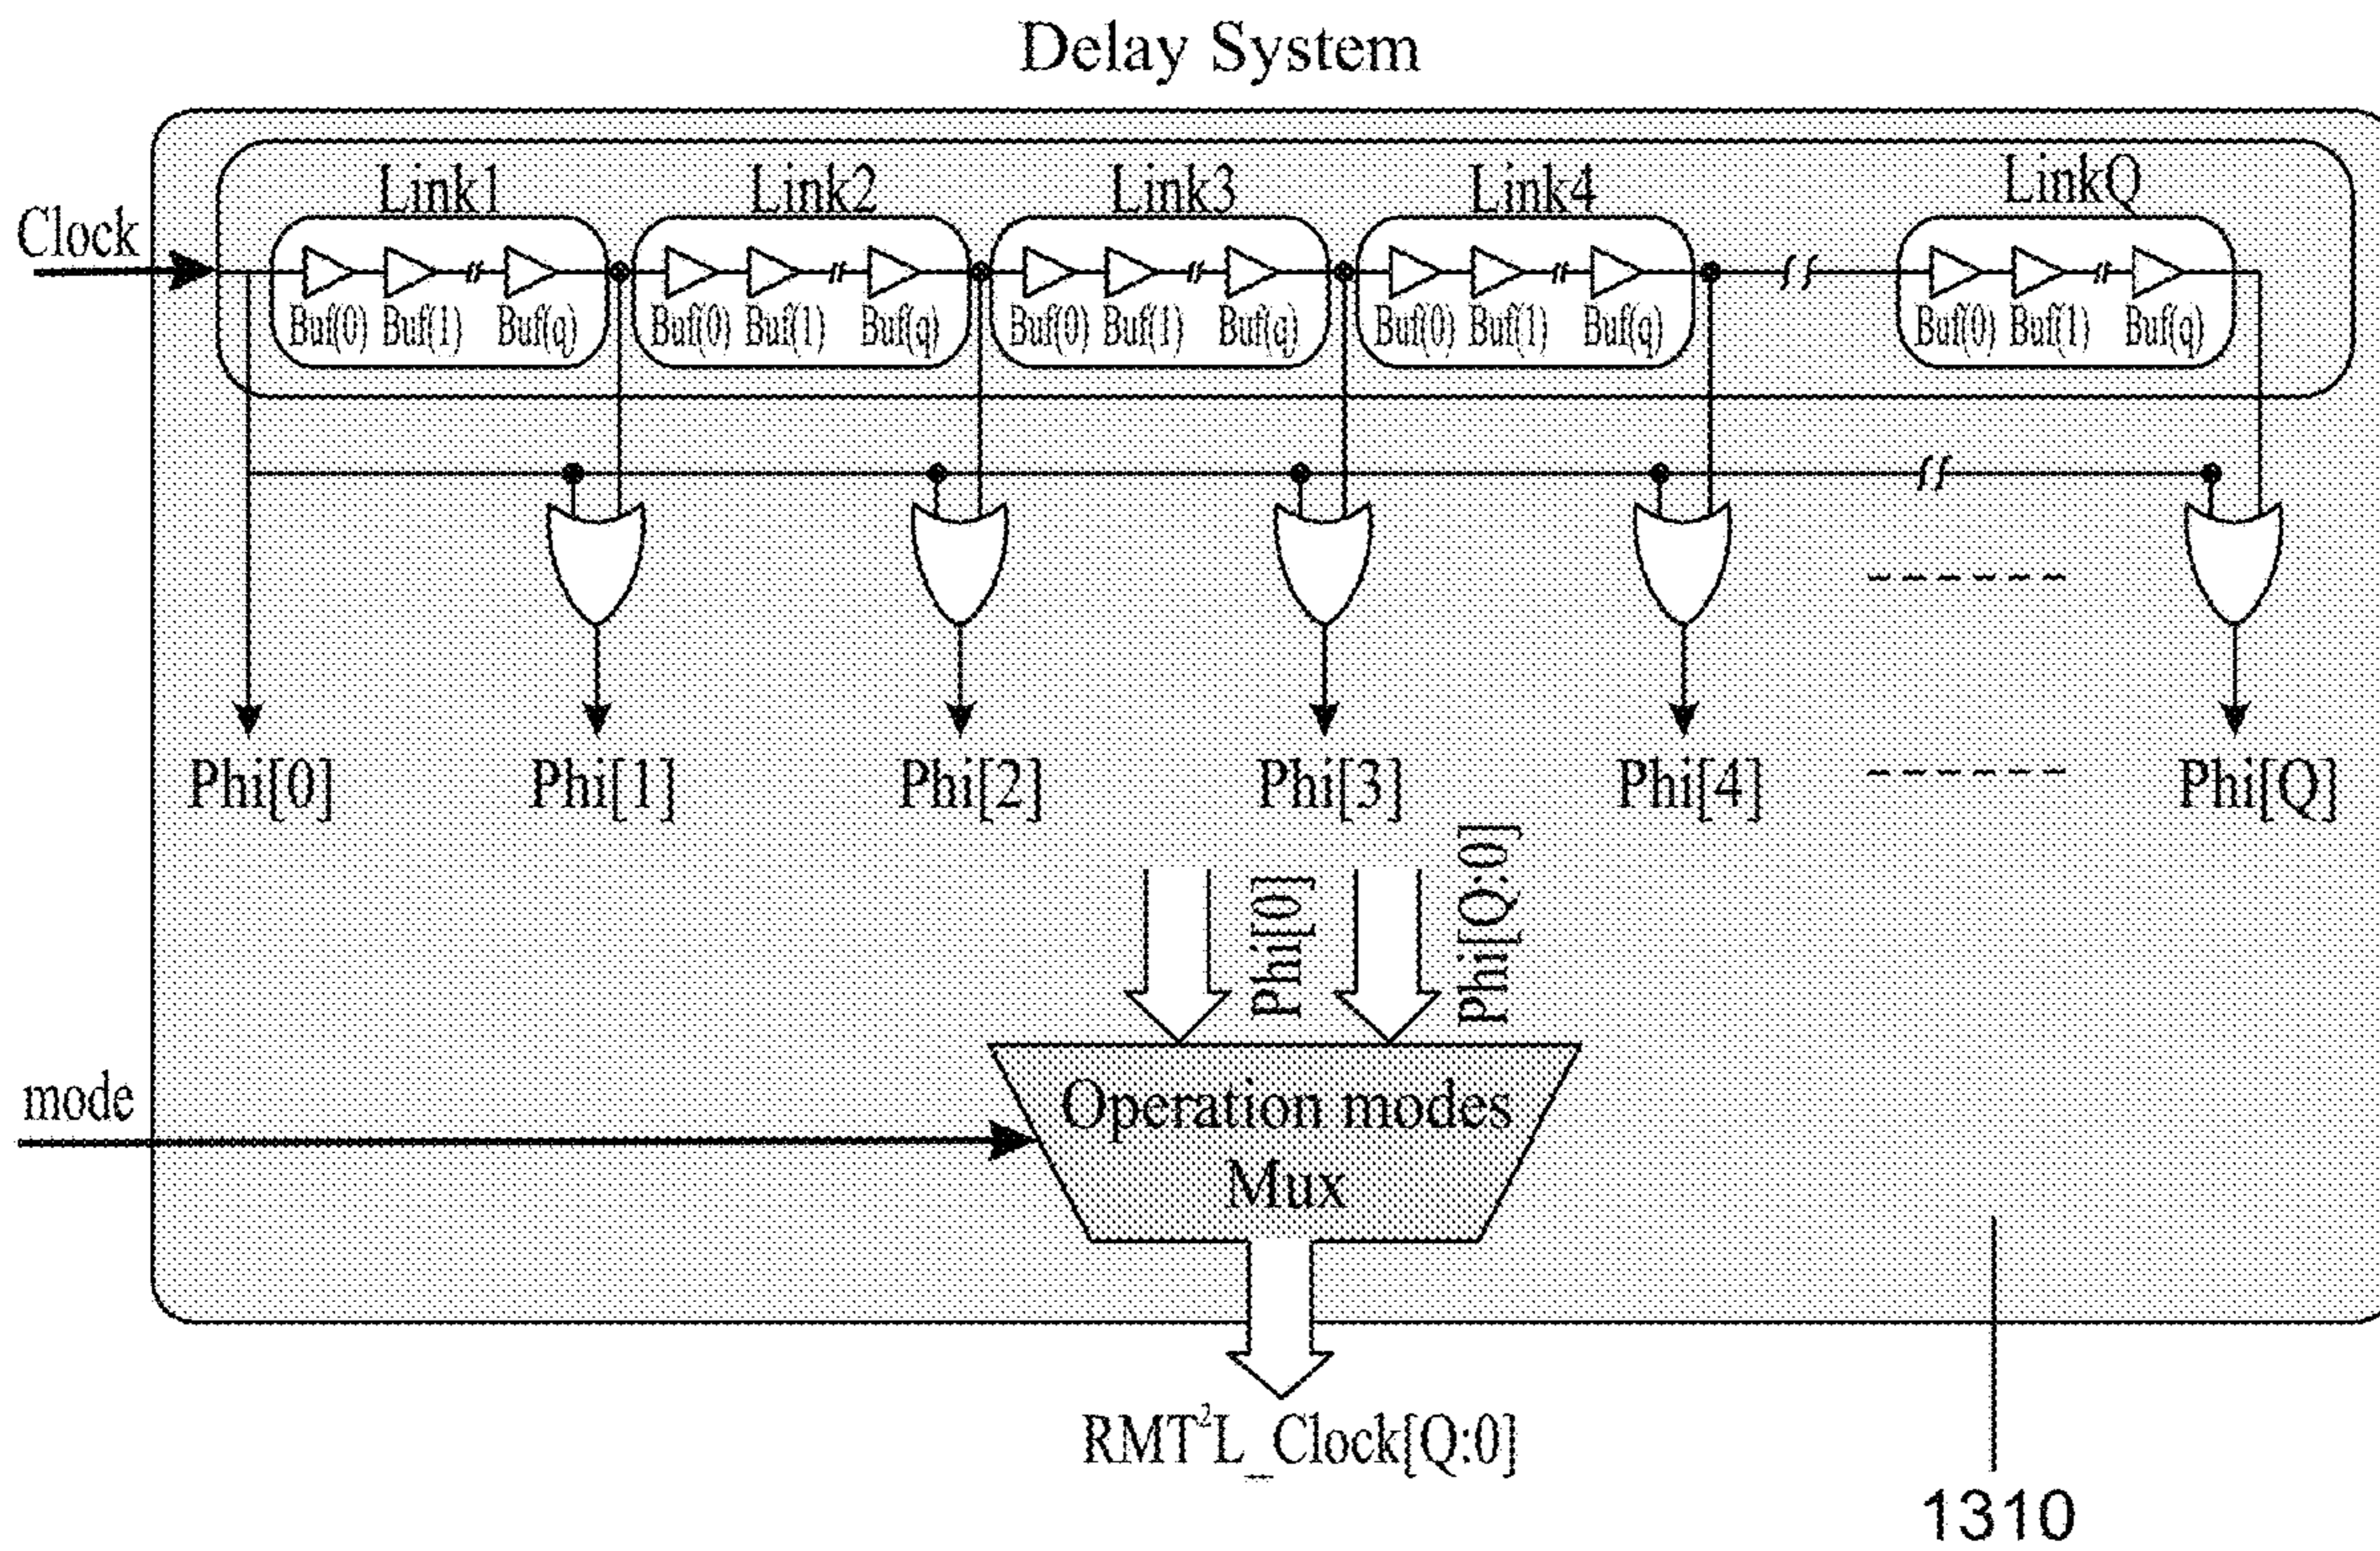 Delay System
Link1 Link2 Link3 Link4 LinkQ
Clock
Buf(0) Buf(1) Buf(q) Buf(0) Buf(1) Buf(q) Buf(0) Buf(1) Buf(q) Buf(0) Buf(1) Buf(q) Buf(0) Buf(1) Buf(q)
Phi[0] Phi[1] Phi[2] Phi[3] Phi[4] Phi[Q]
Phi[0]
Phi[Q:0]
mode
Operation modes
Mux
RMT²L_Clock[Q:0]
1310